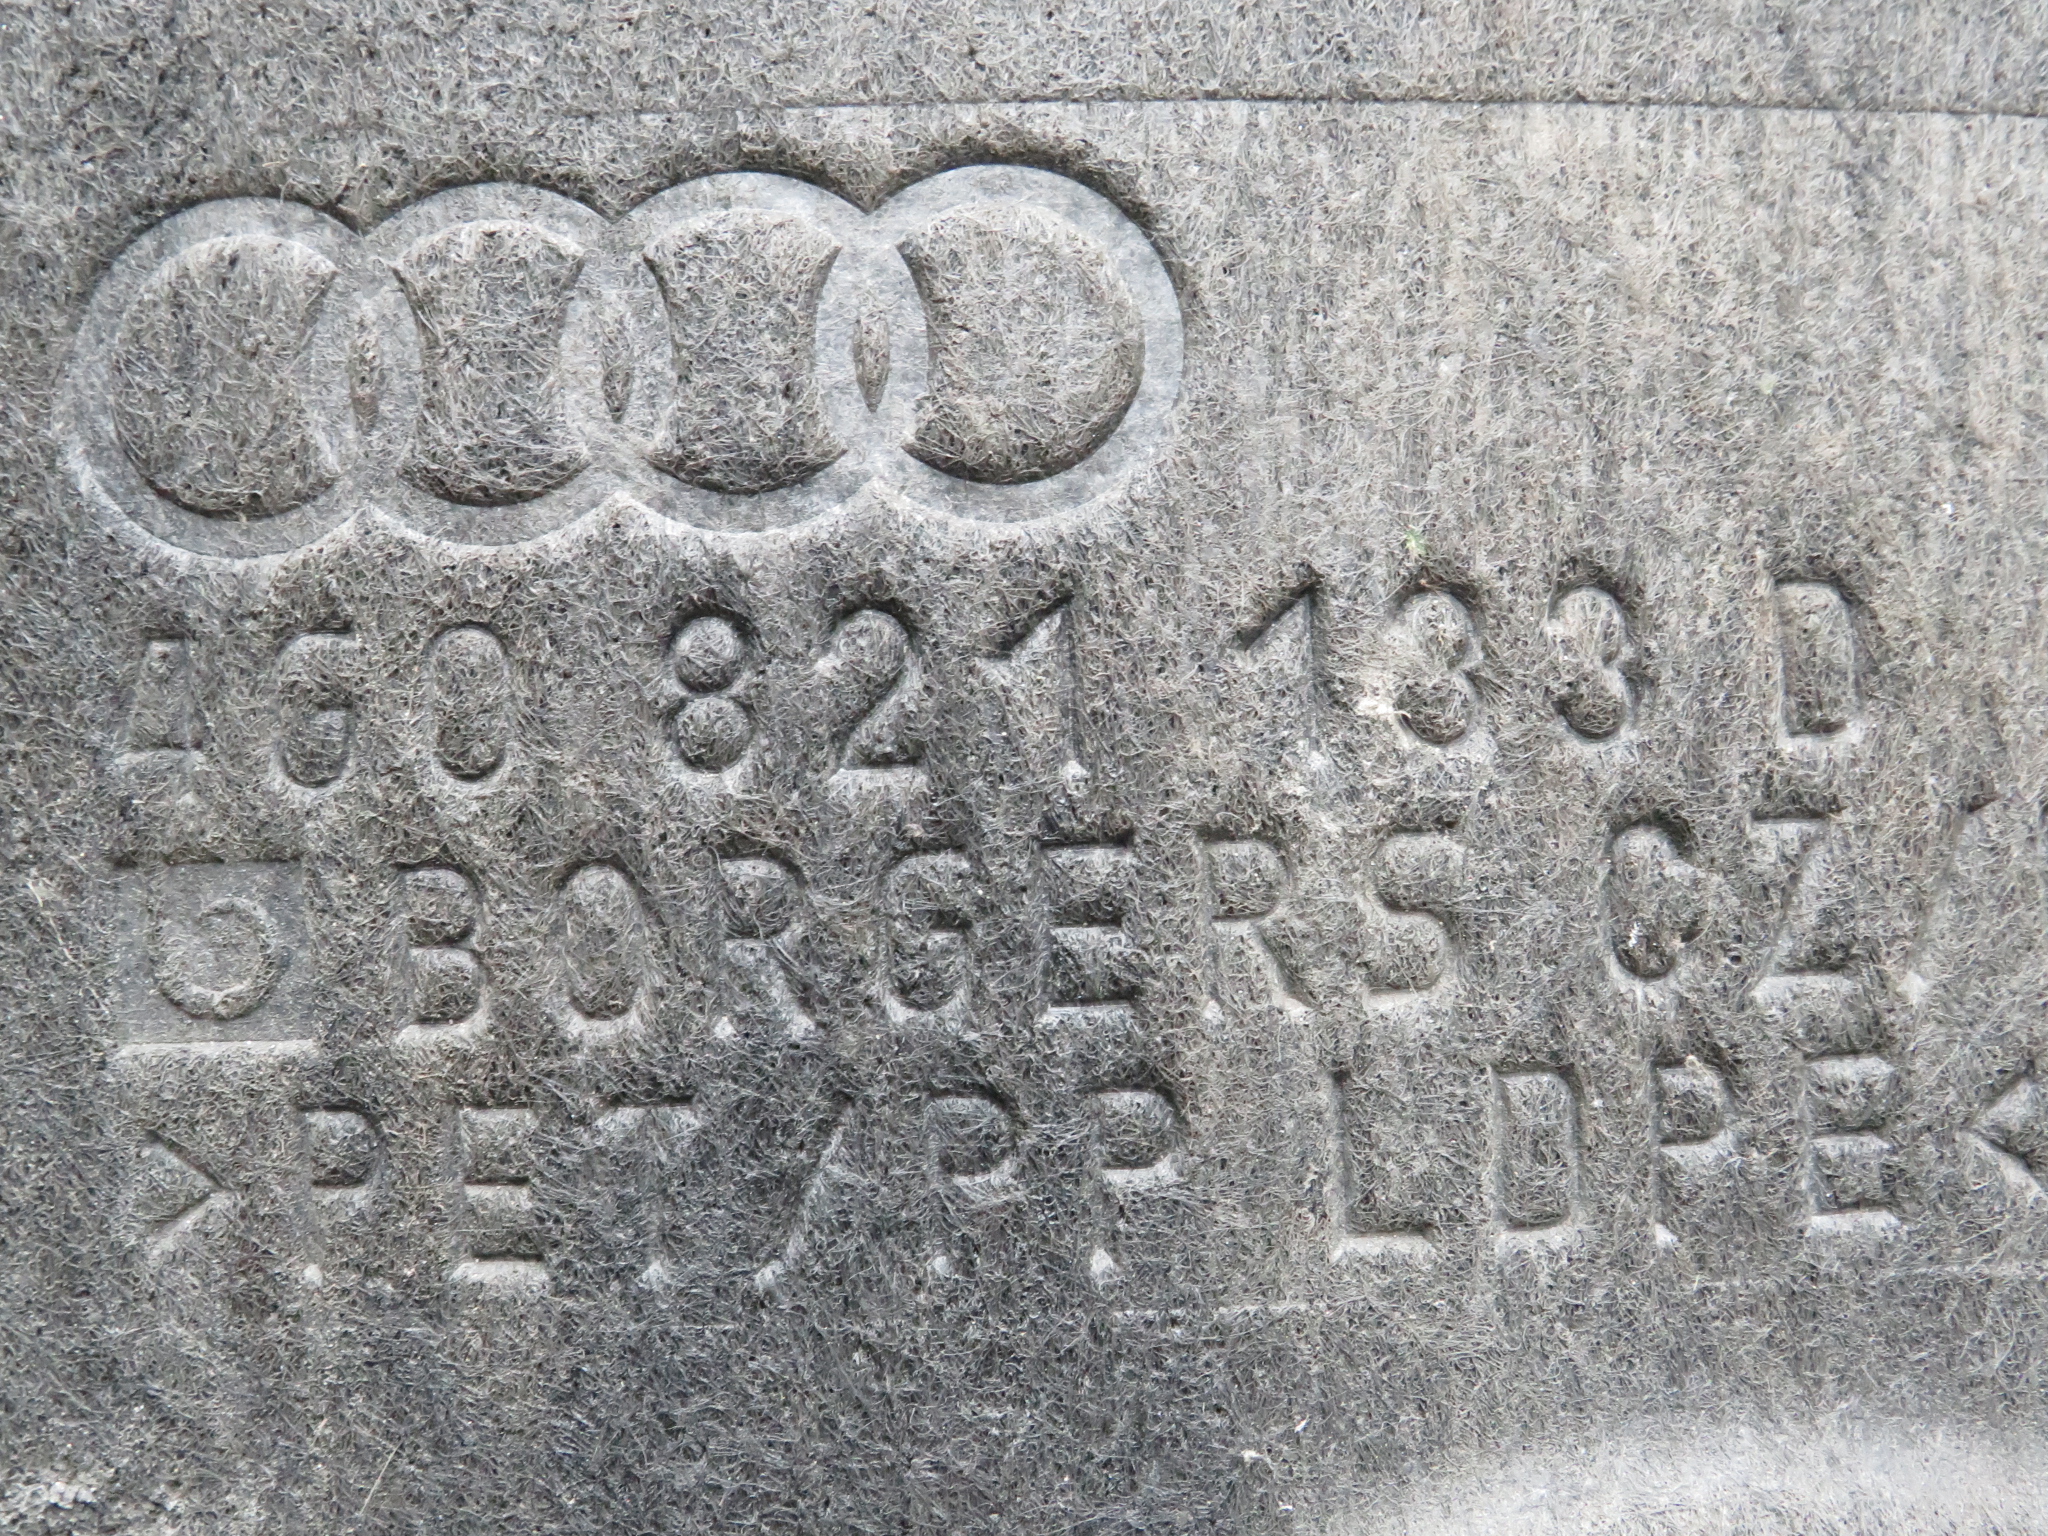 4G0 821 133 D
BORGERS CZ/
>PET/PP LDPE<